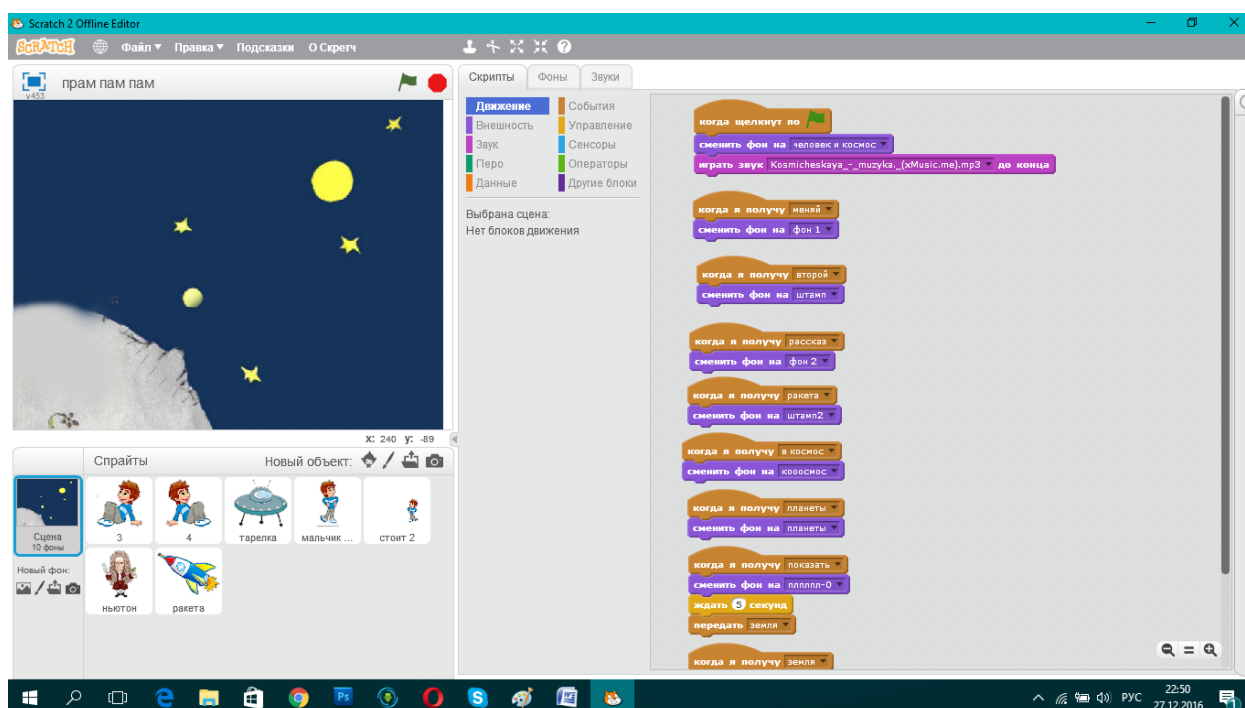 Scratch 2 Offline Editor
SCRATCH Файл Правка Подсказки О Скретч
v453 прам пам пам
X: 240 y: -89
Спрайты Новый объект:
Сцена
10 фоны
3 4 тарелка мальчик ... стоит 2
Новый фон:
ньютон ракета
Скрипты Фоны Звуки
Движение События
Внешность Управление
Звук Сенсоры
Перо Операторы
Данные Другие блоки
Выбрана сцена:
Нет блоков движения
когда щелкнут по
сменить фон на человек и космос
играть звук Kosmicheskaya_-_muzyka._(xMusic.me).mp3 до конца
когда я получу меняй
сменить фон на фон 1
когда я получу второй
сменить фон на штамп
когда я получу рассказ
сменить фон на фон 2
когда я получу ракета
сменить фон на штамп2
когда я получу в космос
сменить фон на кооосмос
когда я получу планеты
сменить фон на планеты
когда я получу показать
сменить фон на плплпл-0
ждать 5 секунд
передать земля
когда я получу земля
Ps
РУС
22:50
27.12.2016